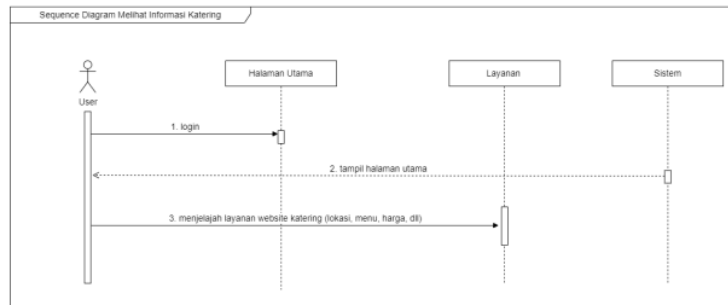 Sequence Diagram Melihat Informasi Katering
Halaman Utama
Layanan
Sistem
User
1. login
2. tampil halaman utama
3. menjelajah layanan website katering (lokasi, menu, harga, dll)